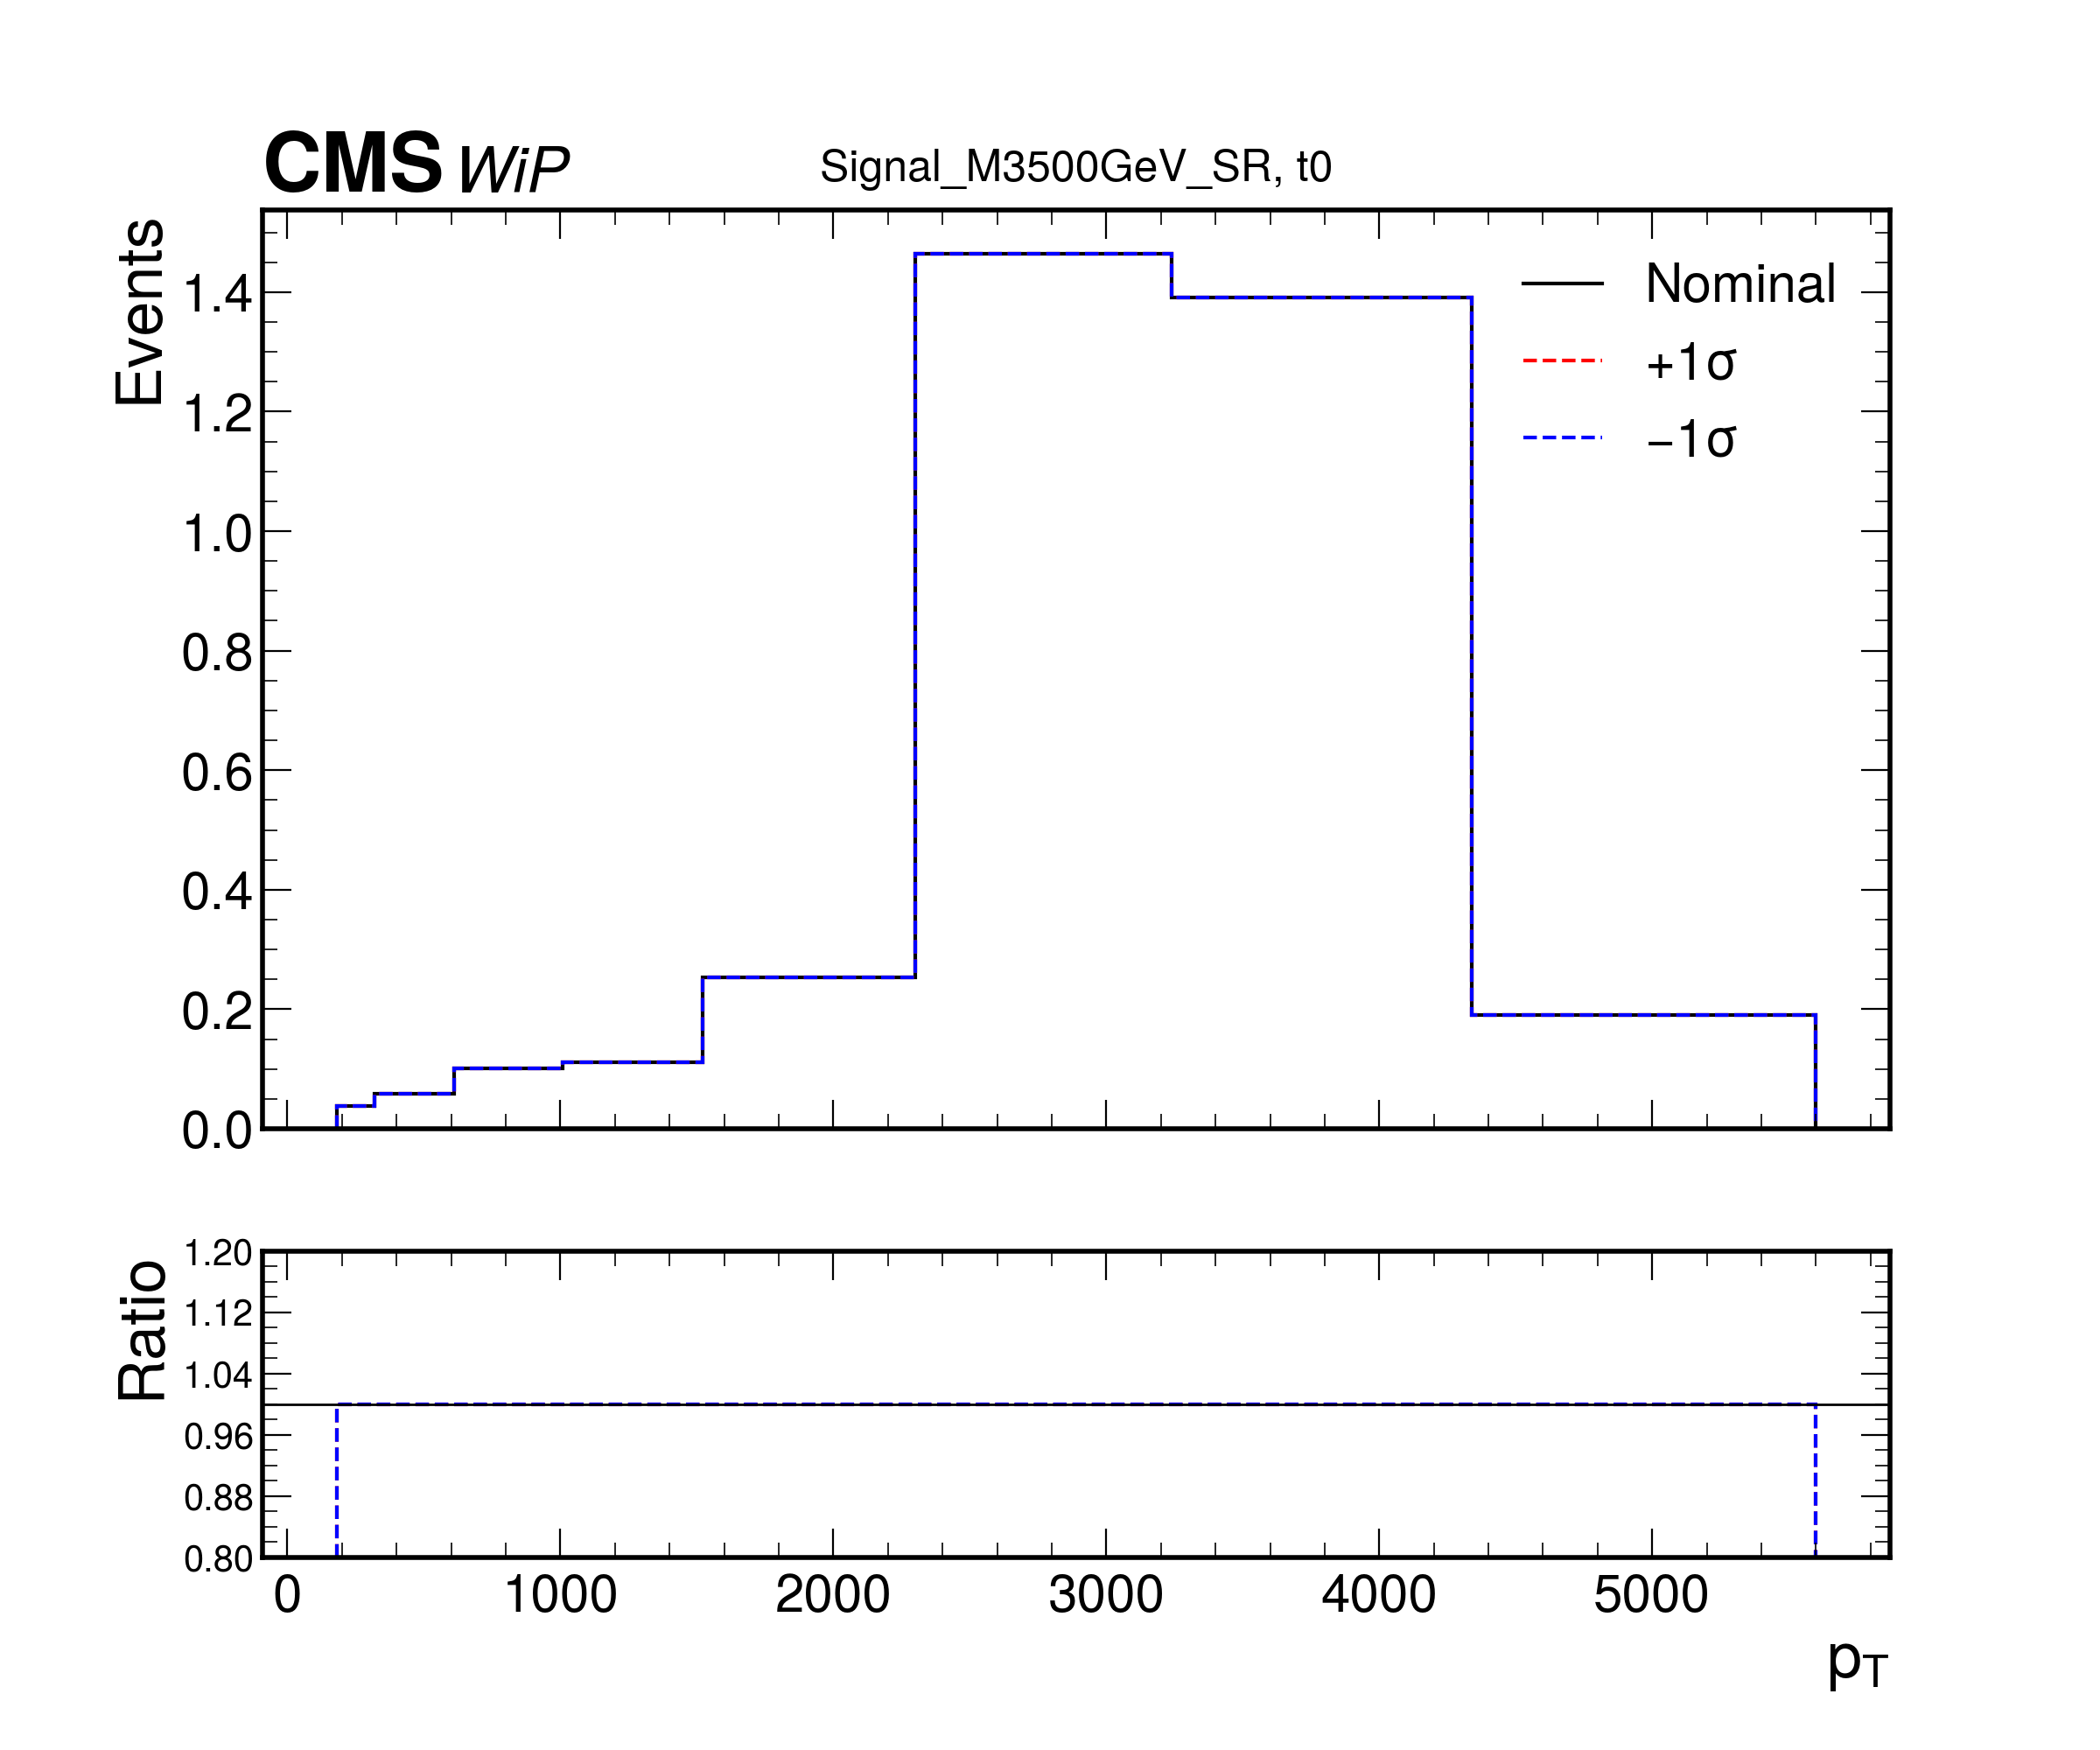 CMS WiP Signal_M3500GeV_SR, t0
Events
1.4
1.2
1.0
0.8
0.6
0.4
0.2
0.0
Nominal
+1σ
−1σ
Ratio
1.20
1.12
1.04
0.96
0.88
0.80
0 1000 2000 3000 4000 5000
pT